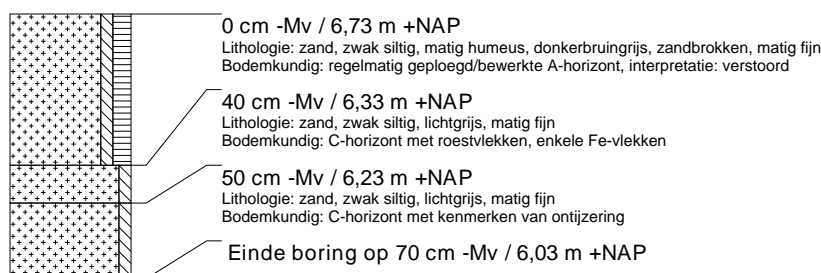 0 cm -Mv / 6,73 m +NAP
Lithologie: zand, zwak siltig, matig humeus, donkerbruingrijs, zandbrokken, matig fijn
Bodemkundig: regelmatig geploegd/bewerkte A-horizont, interpretatie: verstoord
40 cm -Mv / 6,33 m +NAP
Lithologie: zand, zwak siltig, lichtgrijs, matig fijn
Bodemkundig: C-horizont met roestvlekken, enkele Fe-vlekken
50 cm -Mv / 6,23 m +NAP
Lithologie: zand, zwak siltig, lichtgrijs, matig fijn
Bodemkundig: C-horizont met kenmerken van ontijzering
Einde boring op 70 cm -Mv / 6,03 m +NAP